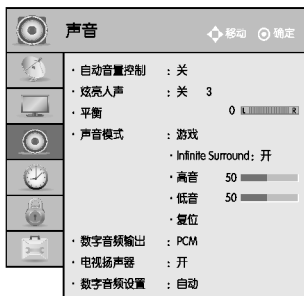 声音 移动 确定
· 自动音量控制 : 关
· 炫亮人声 : 关 3
· 平衡 0 L R
· 声音模式 : 游戏
· Infinite Surround : 开
· 高音 50
· 低音 50
· 复位
· 数字音频输出 : PCM
· 电视扬声器 : 开
· 数字音频设置 : 自动